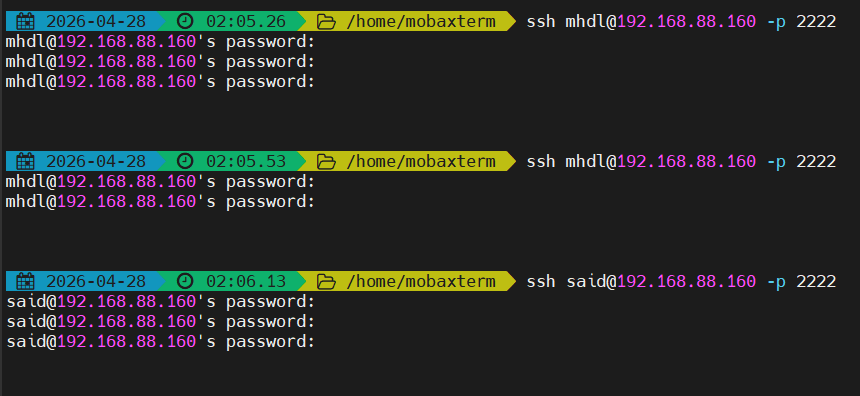 2026-04-28 02:05.26 /home/mobaxterm ssh mhdl@192.168.88.160 -p 2222
mhdl@192.168.88.160's password:
mhdl@192.168.88.160's password:
mhdl@192.168.88.160's password:
2026-04-28 02:05.53 /home/mobaxterm ssh mhdl@192.168.88.160 -p 2222
mhdl@192.168.88.160's password:
mhdl@192.168.88.160's password:
2026-04-28 02:06.13 /home/mobaxterm ssh said@192.168.88.160 -p 2222
said@192.168.88.160's password:
said@192.168.88.160's password:
said@192.168.88.160's password: